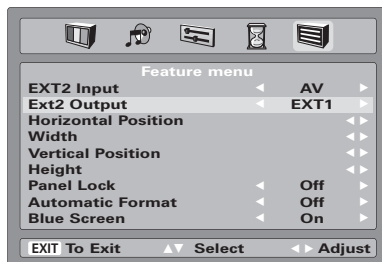 Feature menu
EXT2 Input AV
Ext2 Output EXT1
Horizontal Position
Width
Vertical Position
Height
Panel Lock Off
Automatic Format Off
Blue Screen On
EXIT To Exit Select Adjust